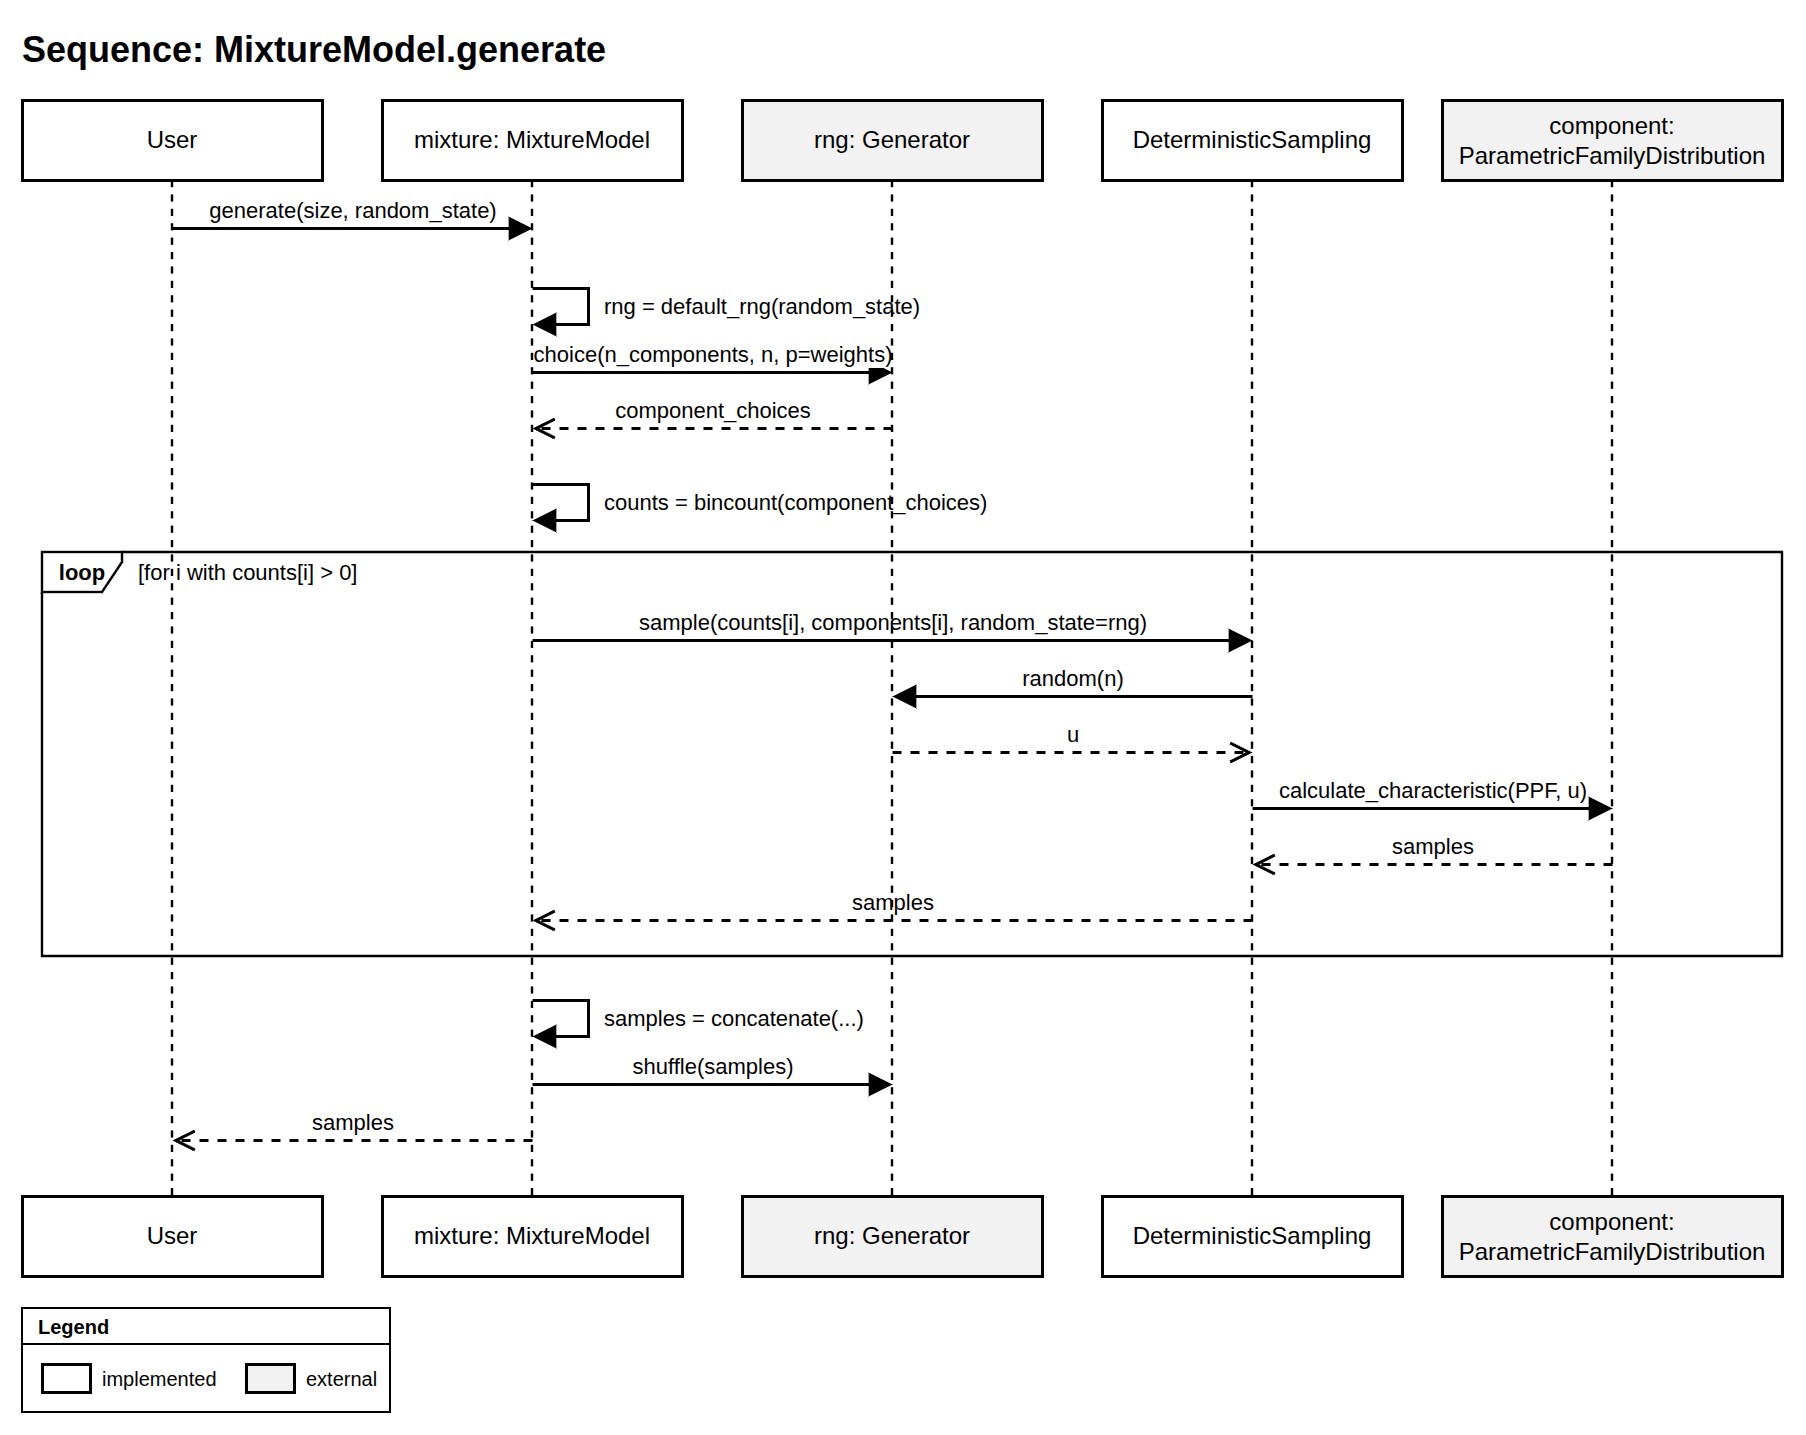 Sequence: MixtureModel.generate
User
mixture: MixtureModel
rng: Generator
DeterministicSampling
component:
ParametricFamilyDistribution
generate(size, random_state)
rng = default_rng(random_state)
choice(n_components, n, p=weights)
component_choices
counts = bincount(component_choices)
loop
[for i with counts[i] > 0]
sample(counts[i], components[i], random_state=rng)
random(n)
u
calculate_characteristic(PPF, u)
samples
samples
samples = concatenate(...)
shuffle(samples)
samples
User
mixture: MixtureModel
rng: Generator
DeterministicSampling
component:
ParametricFamilyDistribution
Legend
implemented
external